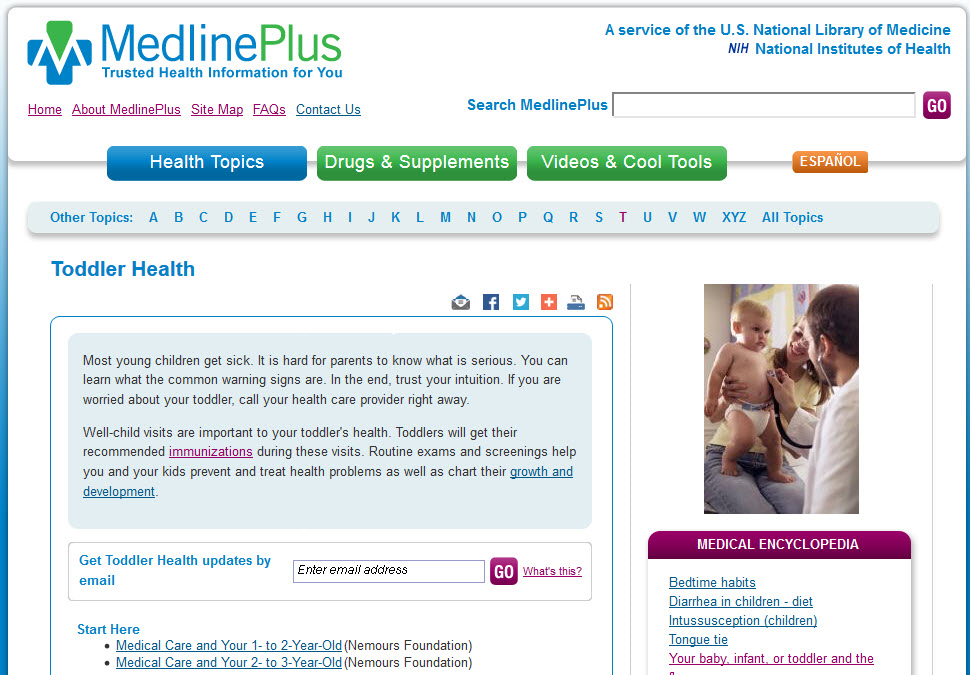 MedlinePlus
Trusted Health Information for You
A service of the U.S. National Library of Medicine
NIH National Institutes of Health
Home About MedlinePlus Site Map FAQs Contact Us
Search MedlinePlus GO
Health Topics Drugs & Supplements Videos & Cool Tools ESPAÑOL
Other Topics: A B C D E F G H I J K L M N O P Q R S T U V W XYZ All Topics
Toddler Health
Most young children get sick. It is hard for parents to know what is serious. You can
learn what the common warning signs are. In the end, trust your intuition. If you are
worried about your toddler, call your health care provider right away.
Well-child visits are important to your toddler's health. Toddlers will get their
recommended immunizations during these visits. Routine exams and screenings help
you and your kids prevent and treat health problems as well as chart their growth and
development.
Get Toddler Health updates by
email
Enter email address GO What's this?
Start Here
• Medical Care and Your 1- to 2-Year-Old (Nemours Foundation)
• Medical Care and Your 2- to 3-Year-Old (Nemours Foundation)
MEDICAL ENCYCLOPEDIA
Bedtime habits
Diarrhea in children - diet
Intussusception (children)
Tongue tie
Your baby, infant, or toddler and the